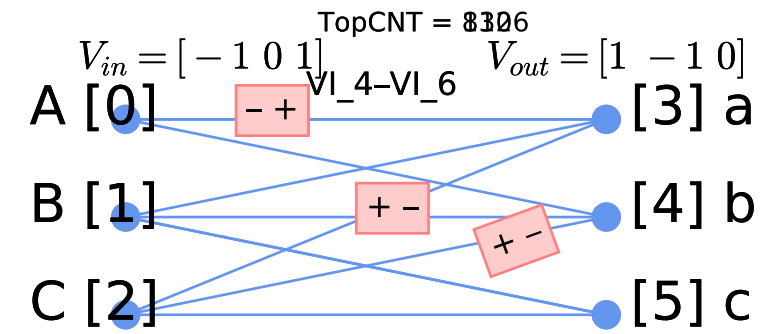 TopCNT =
V_in = [ − 1 0 1]
V_out = [1 − 1 0]
VI_4–VI_6
A [0]
– +
[3] a
B [1]
+ –
[4] b
+ –
C [2]
[5] c